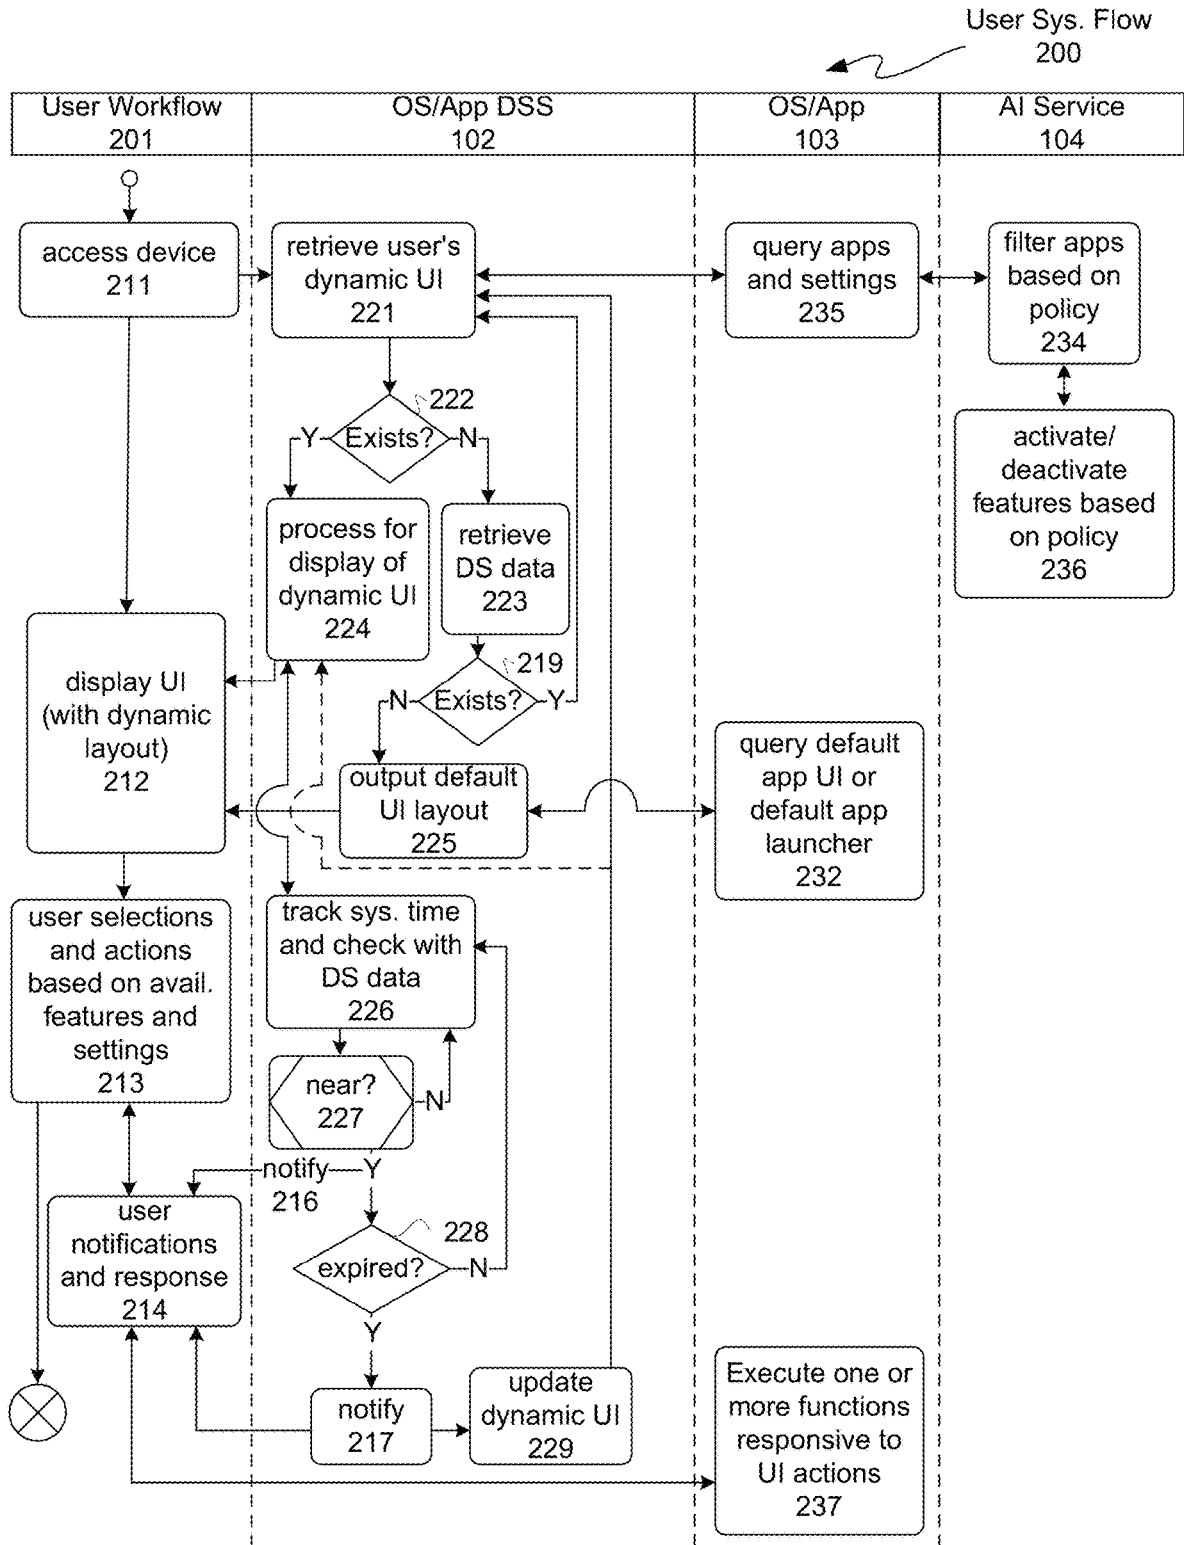 User Sys. Flow
200
User Workflow
201
OS/App DSS
102
OS/App
103
AI Service
104
access device
211
retrieve user's
dynamic UI
221
query apps
and settings
235
filter apps
based on
policy
234
222
Exists?
Y
N
activate/
deactivate
features based
on policy
236
process for
display of
dynamic UI
224
retrieve
DS data
223
219
Exists?
N
Y
display UI
(with dynamic
layout)
212
output default
UI layout
225
query default
app UI or
default app
launcher
232
user selections
and actions
based on avail.
features and
settings
213
track sys. time
and check with
DS data
226
near?
227
N
Y
notify
216
user
notifications
and response
214
228
expired?
N
Y
notify
217
update
dynamic UI
229
Execute one or
more functions
responsive to
UI actions
237